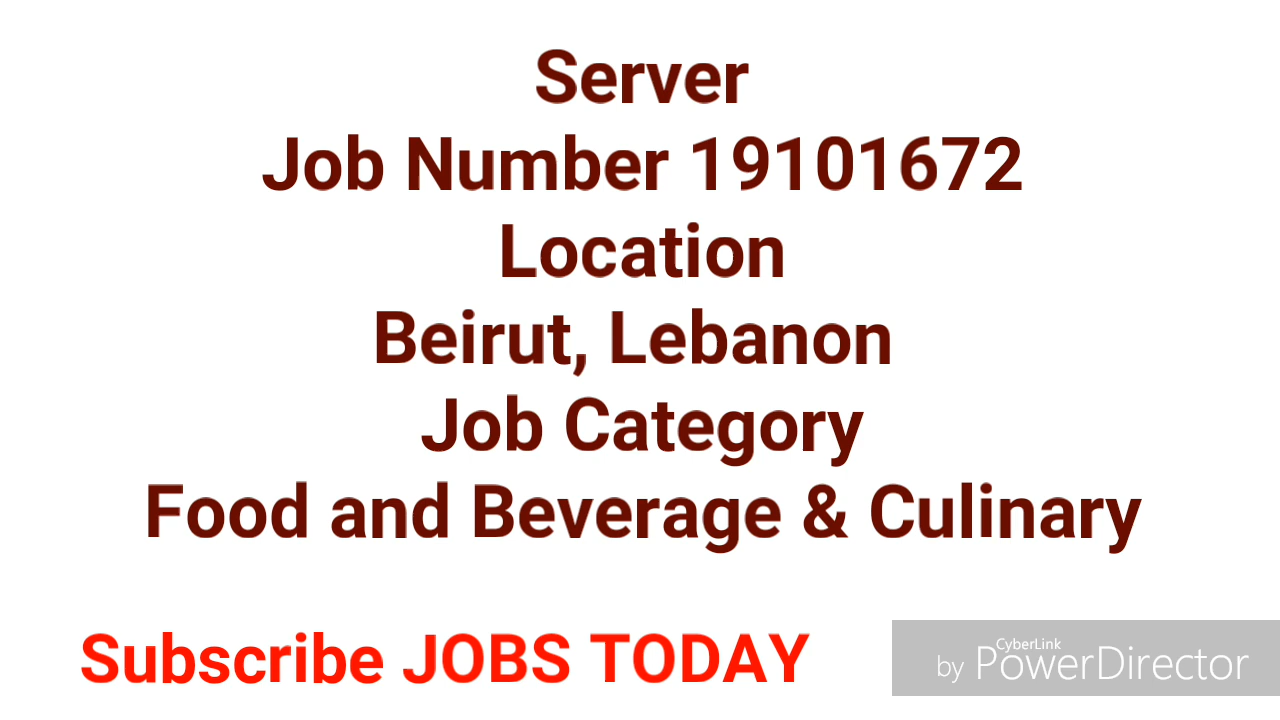 Server
Job Number 19101672
Location
Beirut, Lebanon
Job Category
Food and Beverage & Culinary
Subscribe JOBS TODAY
CyberLink
by PowerDirector